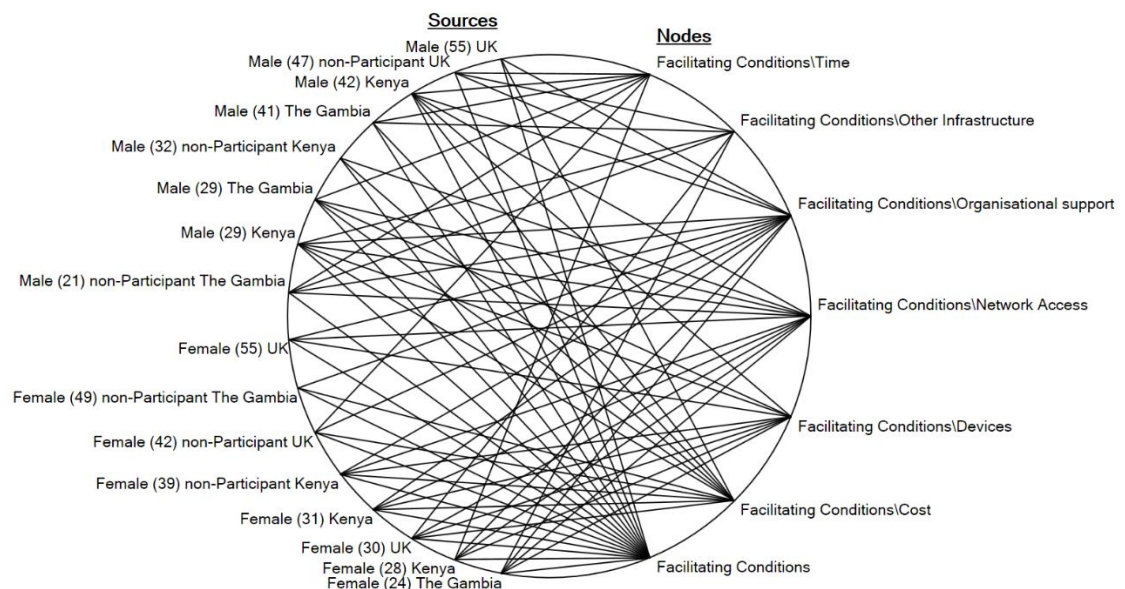 Sources
Male (55) UK
Male (47) non-Participant UK
Male (42) Kenya
Male (41) The Gambia
Male (32) non-Participant Kenya
Male (29) The Gambia
Male (29) Kenya
Male (21) non-Participant The Gambia
Female (55) UK
Female (49) non-Participant The Gambia
Female (42) non-Participant UK
Female (39) non-Participant Kenya
Female (31) Kenya
Female (30) UK
Female (28) Kenya
Female (24) The Gambia
Nodes
Facilitating Conditions\Time
Facilitating Conditions\Other Infrastructure
Facilitating Conditions\Organisational support
Facilitating Conditions\Network Access
Facilitating Conditions\Devices
Facilitating Conditions\Cost
Facilitating Conditions